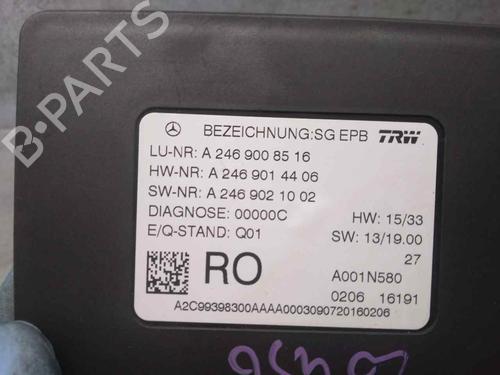 BEZEICHNUNG:SG EPB TRW
LU-NR: A 246 900 85 16
HW-NR: A 246 901 44 06
SW-NR: A 246 902 10 02
DIAGNOSE: 00000C HW: 15/33
E/Q-STAND: Q01 SW: 13/19.00
27
RO A001N580
0206 16191
A2C99398300AAAA0003090720160206